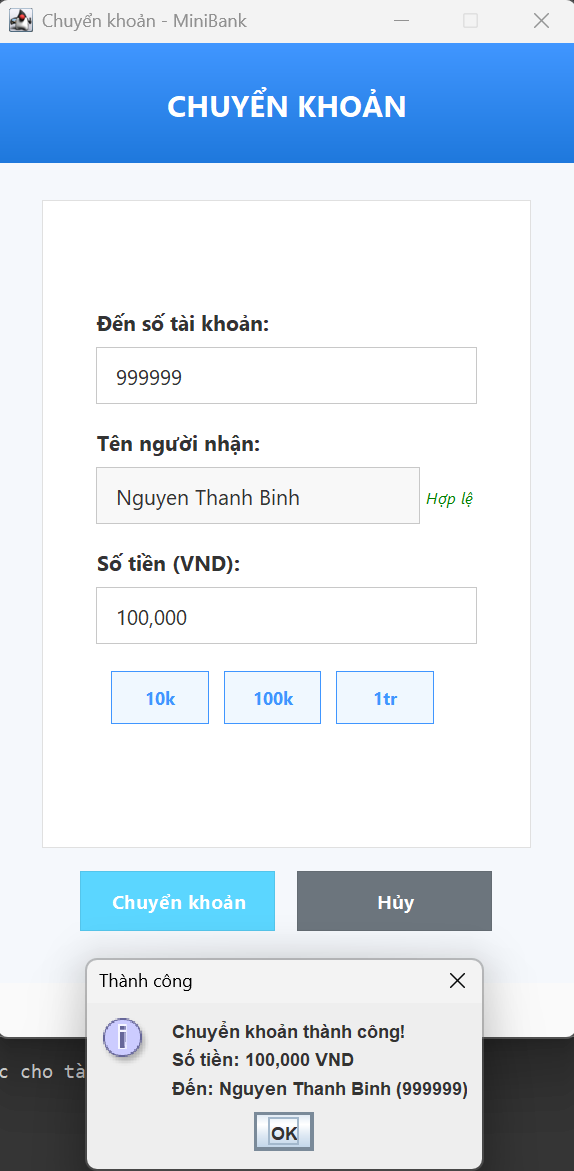 Chuyển khoản - MiniBank
CHUYỂN KHOẢN
Đến số tài khoản:
999999
Tên người nhận:
Nguyen Thanh Binh
Hợp lệ
Số tiền (VND):
100,000
10k 100k 1tr
Chuyển khoản Hủy
Thành công
Chuyển khoản thành công!
Số tiền: 100,000 VND
c cho tà
Đến: Nguyen Thanh Binh (999999)
OK